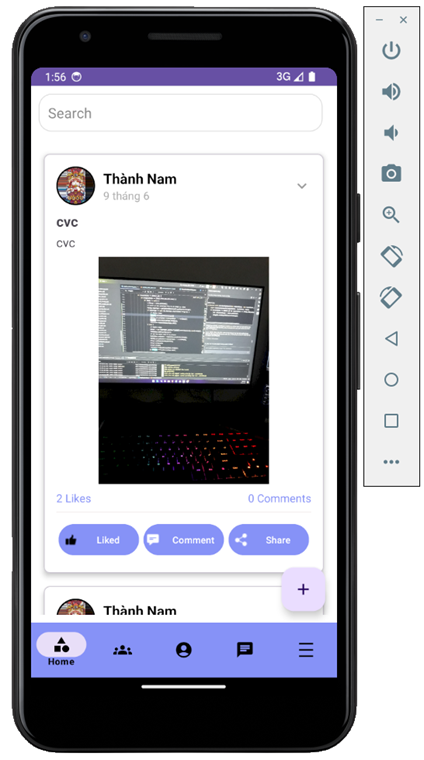 1:56
3G
Search
Thành Nam
9 tháng 6
cvc
cvc
2 Likes
0 Comments
Liked
Comment
Share
+
Thành Nam
Home